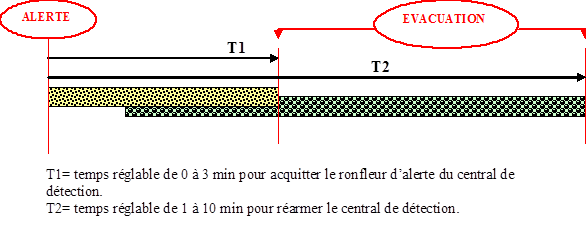 ALERTE
EVACUATION
T1
T2
T1= temps réglable de 0 à 3 min pour acquitter le ronfleur d’alerte du central de
détection.
T2= temps réglable de 1 à 10 min pour réarmer le central de détection.